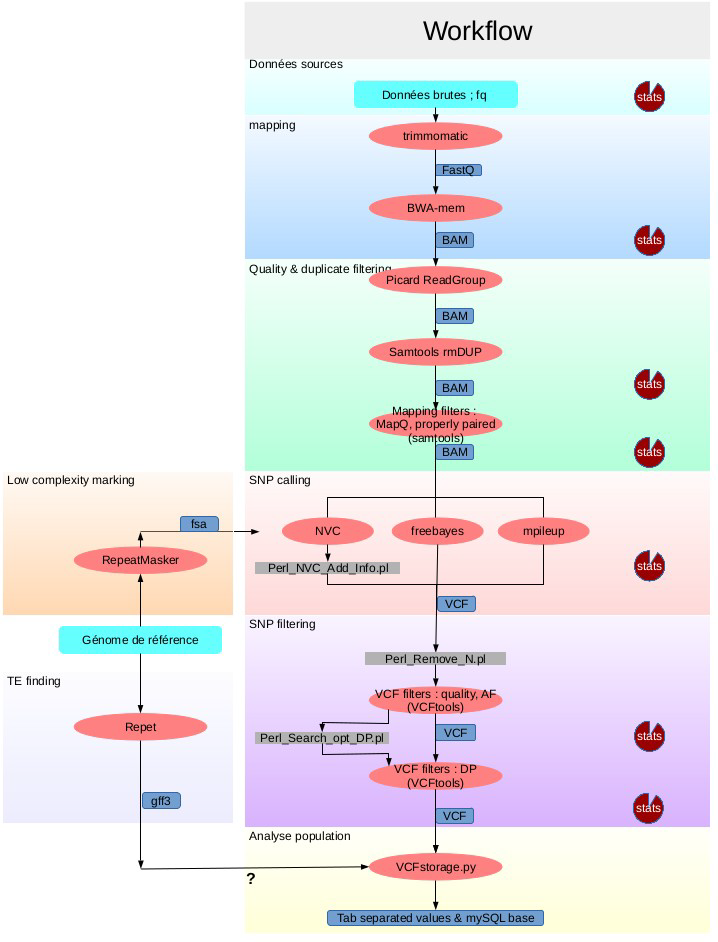 Workflow
Données sources
Données brutes ; fq
stats
mapping
trimmomatic
FastQ
BWA-mem
BAM
stats
Quality & duplicate filtering
Picard ReadGroup
BAM
Samtools rmDUP
BAM
stats
Mapping filters :
MapQ, properly paired
(samtools)
BAM
stats
Low complexity marking
fsa
RepeatMasker
SNP calling
NVC
freebayes
mpileup
Perl_NVC_Add_Info.pl
stats
VCF
Génome de référence
SNP filtering
Perl_Remove_N.pl
TE finding
Repet
gff3
VCF filters : quality, AF
(VCFtools)
Perl_Search_opt_DP.pl
VCF
stats
VCF filters : DP
(VCFtools)
VCF
stats
Analyse population
VCFstorage.py
?
Tab separated values & mySQL base